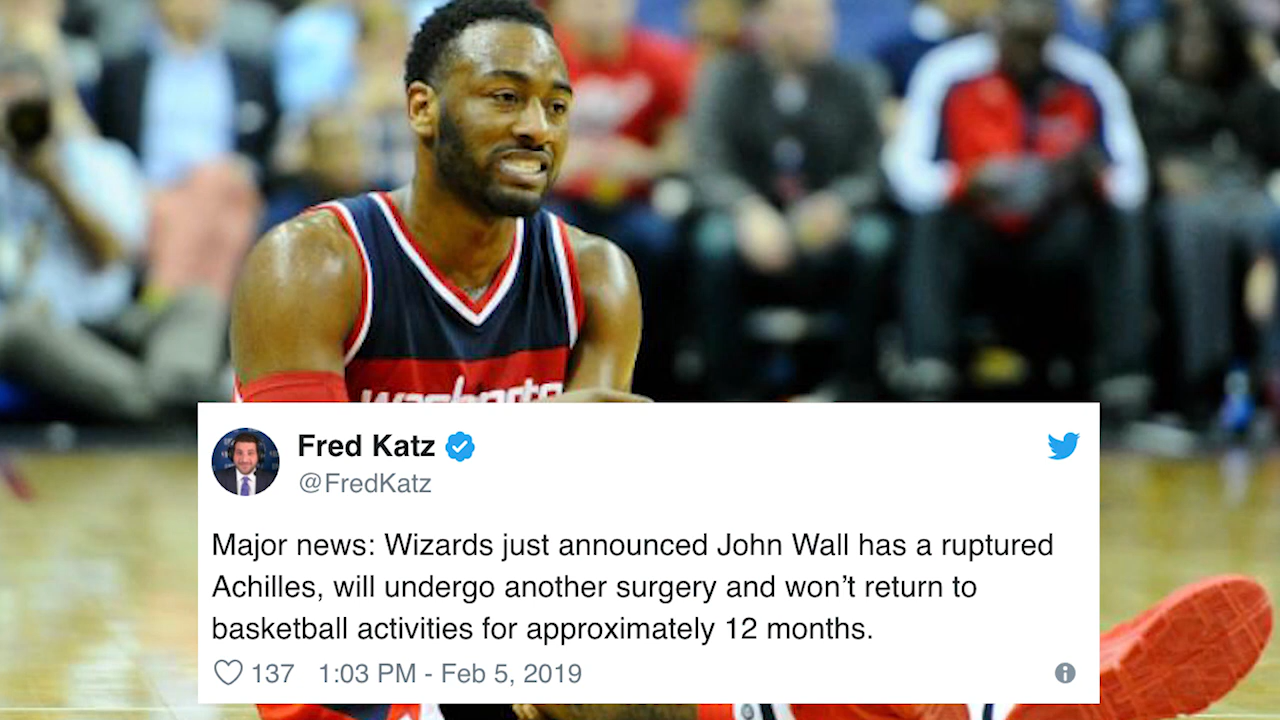 Washington
Fred Katz
@FredKatz
Major news: Wizards just announced John Wall has a ruptured
Achilles, will undergo another surgery and won’t return to
basketball activities for approximately 12 months.
137 1:03 PM - Feb 5, 2019